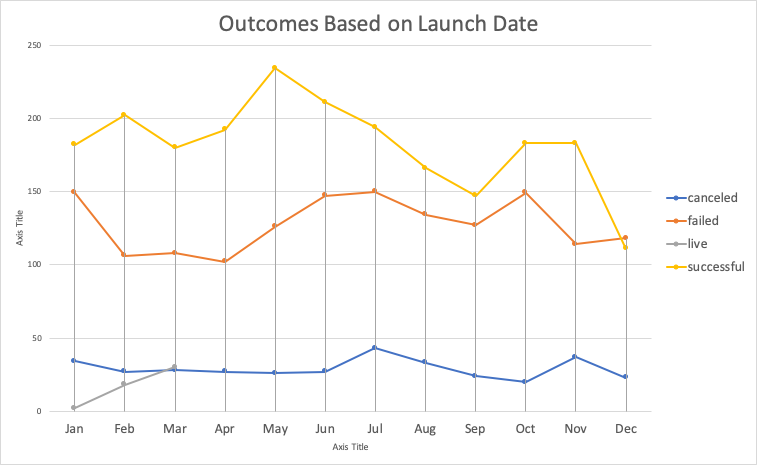 Outcomes Based on Launch Date
250
200
150
100
50
0
Axis Title
Jan Feb Mar Apr May Jun Jul Aug Sep Oct Nov Dec
Axis Title
canceled
failed
live
successful